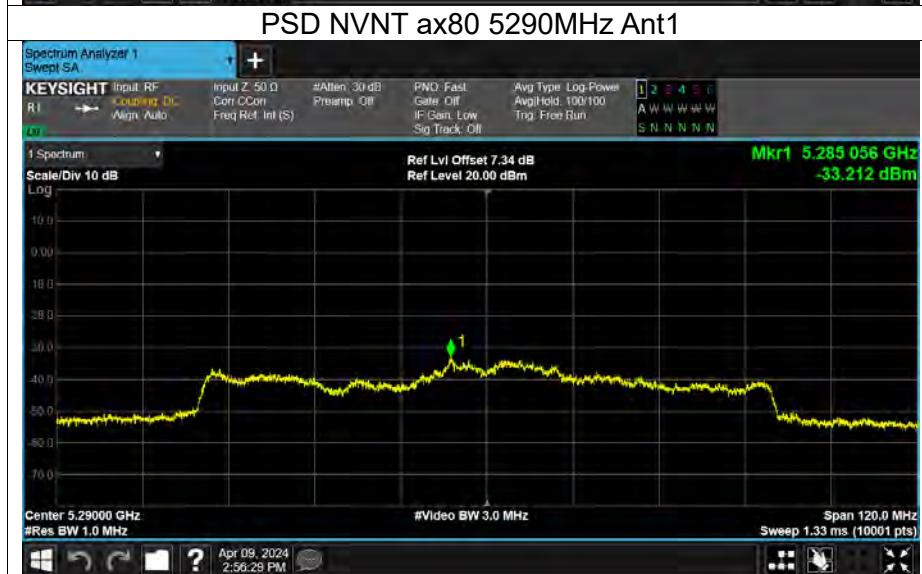 PSD NVNT ax80 5290MHz Ant1
Spectrum Analyzer 1
Swept SA
+
KEYSIGHT Input: RF
Coupling: DC
Align: Auto
Input Z: 50 Ω
Corr CCorr
Freq Ref: Int (S)
#Atten: 30 dB
Preamp: Off
PNO: Fast
Gate: Off
IF Gain: Low
Sig Track: Off
Avg Type: Log-Power
Avg|Hold: 100/100
Trig: Free Run
1 2 3 4 5 6
A W W W W W
S N N N N N
1 Spectrum
Scale/Div 10 dB
Log
Ref Lvl Offset 7.34 dB
Ref Level 20.00 dBm
Mkr1 5.285 056 GHz
-33.212 dBm
10.0
0.00
-10.0
-20.0
-30.0
-40.0
-50.0
-60.0
-70.0
1
Center 5.29000 GHz
#Res BW 1.0 MHz
#Video BW 3.0 MHz
Span 120.0 MHz
Sweep 1.33 ms (10001 pts)
?
Apr 09, 2024
2:56:29 PM